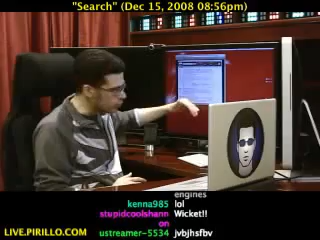 "Search" (Dec 15, 2008 08:56pm)
engines
kenna985 lol
stupidcoolshann Wicket!!
on
ustreamer-5534 jvbjhsfbv
LIVE.PIRILLO.COM